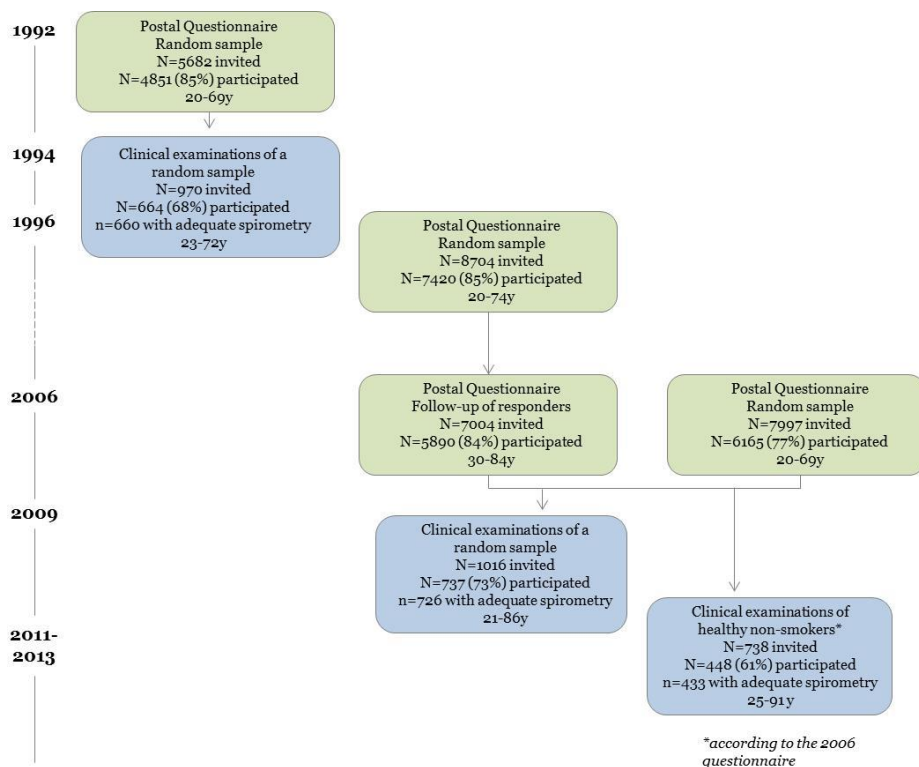 1992
Postal Questionnaire
Random sample
N=5682 invited
N=4851 (85%) participated
20-69y
1994
Clinical examinations of a
random sample
N=970 invited
N=664 (68%) participated
n=660 with adequate spirometry
23-72y
1996
Postal Questionnaire
Random sample
N=8704 invited
N=7420 (85%) participated
20-74y
2006
Postal Questionnaire
Follow-up of responders
N=7004 invited
N=5890 (84%) participated
30-84y
Postal Questionnaire
Random sample
N=7997 invited
N=6165 (77%) participated
20-69y
2009
Clinical examinations of a
random sample
N=1016 invited
N=737 (73%) participated
n=726 with adequate spirometry
21-86y
2011-
2013
Clinical examinations of
healthy non-smokers*
N=738 invited
N=448 (61%) participated
n=433 with adequate spirometry
25-91 y
*according to the 2006
questionnaire